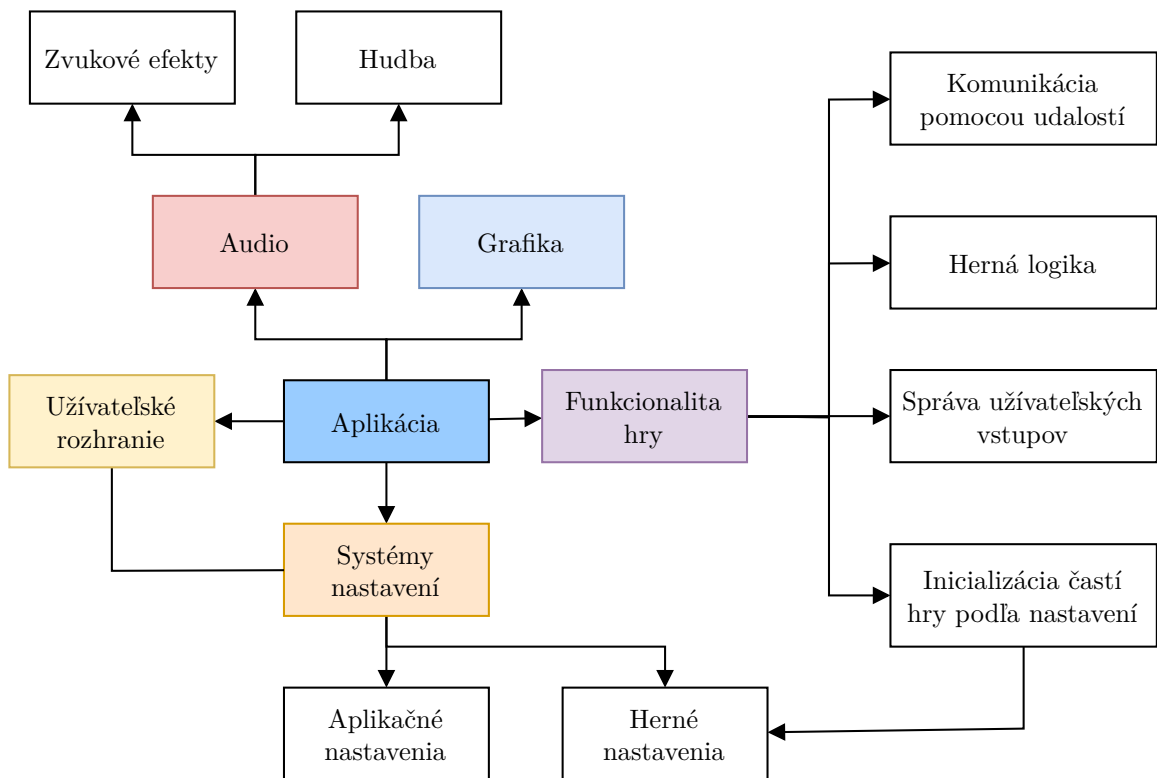 Zvukové efekty
Hudba
Komunikácia
pomocou udalostí
Audio
Grafika
Herná logika
Užívateľské
rozhranie
Aplikácia
Funkcionalita
hry
Správa užívateľských
vstupov
Systémy
nastavení
Inicializácia častí
hry podľa nastavení
Aplikačné
nastavenia
Herné
nastavenia